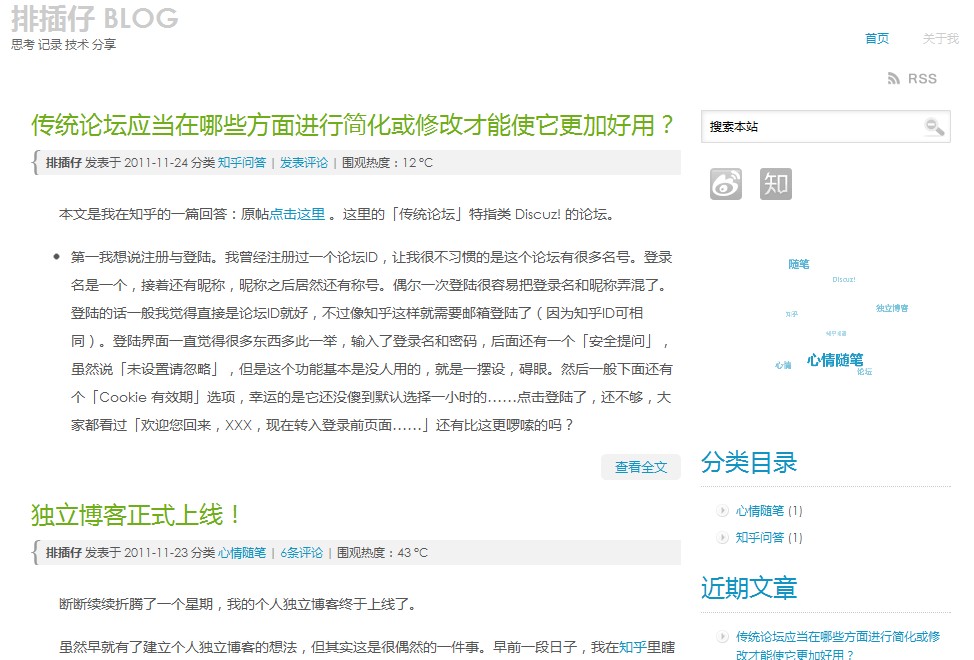 排插仔 BLOG
思考 记录 技术 分享
首页 关于我
RSS
传统论坛应当在哪些方面进行简化或修改才能使它更加好用？
排插仔 发表于 2011-11-24 分类 知乎问答 | 发表评论 | 围观热度：12 ℃
本文是我在知乎的一篇回答：原帖点击这里 。这里的「传统论坛」特指类 Discuz! 的论坛。
第一我想说注册与登陆。我曾经注册过一个论坛ID，让我很不习惯的是这个论坛有很多名号。登录
名是一个，接着还有昵称，昵称之后居然还有称号。偶尔一次登陆很容易把登录名和昵称弄混了。
登陆的话一般我觉得直接是论坛ID就好，不过像知乎这样就需要邮箱登陆了（因为知乎ID可相
同）。登陆界面一直觉得很多东西多此一举，输入了登录名和密码，后面还有一个「安全提问」，
虽然说「未设置请忽略」，但是这个功能基本是没人用的，就是一摆设，碍眼。然后一般下面还有
个「Cookie 有效期」选项，幸运的是它还没傻到默认选择一小时的……点击登陆了，还不够，大
家都看过「欢迎您回来，XXX，现在转入登录前页面……」还有比这更啰嗦的吗？
查看全文
独立博客正式上线！
排插仔 发表于 2011-11-23 分类 心情随笔 | 6条评论 | 围观热度：43 ℃
断断续续折腾了一个星期，我的个人独立博客终于上线了。
虽然早就有了建立个人独立博客的想法，但其实这是很偶然的一件事。早前一段日子，我在知乎里瞎
搜索本站
知
随笔
Discuz!
独立博客
知乎
心情随笔
心情
论坛
分类目录
心情随笔 (1)
知乎问答 (1)
近期文章
传统论坛应当在哪些方面进行简化或修
改才能使它更加好用？